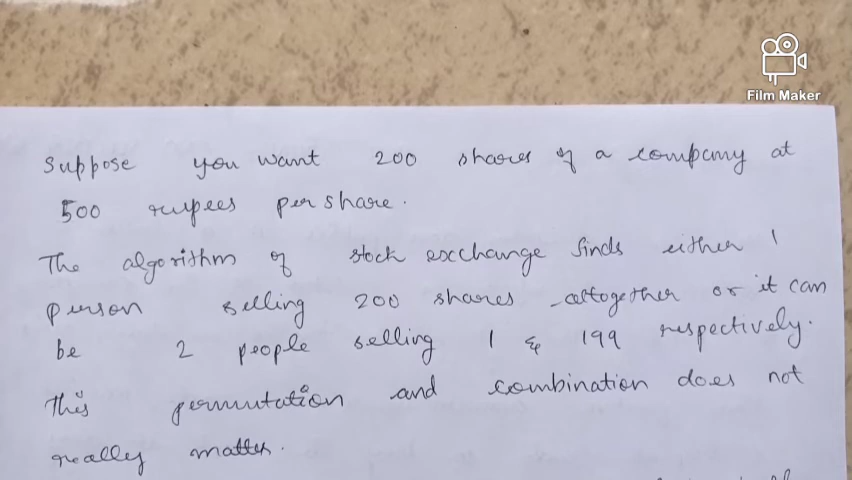 Film Maker
Suppose you want 200 shares of a company at
500 rupees per share.
The algorithm of stock exchange finds either 1
person selling 200 shares altogether or it can
be 2 people selling 1 & 199 respectively.
This permutation and combination does not
really matter.